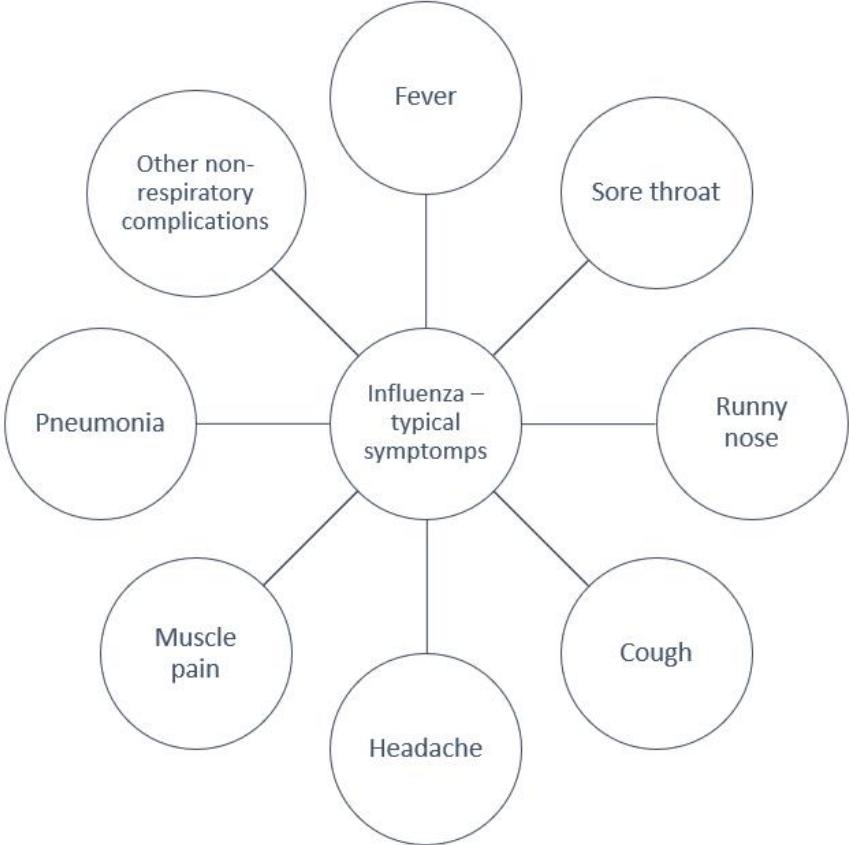 Fever
Other non-
respiratory
complications
Sore throat
Influenza –
typical
symptomps
Pneumonia
Runny
nose
Muscle
pain
Cough
Headache